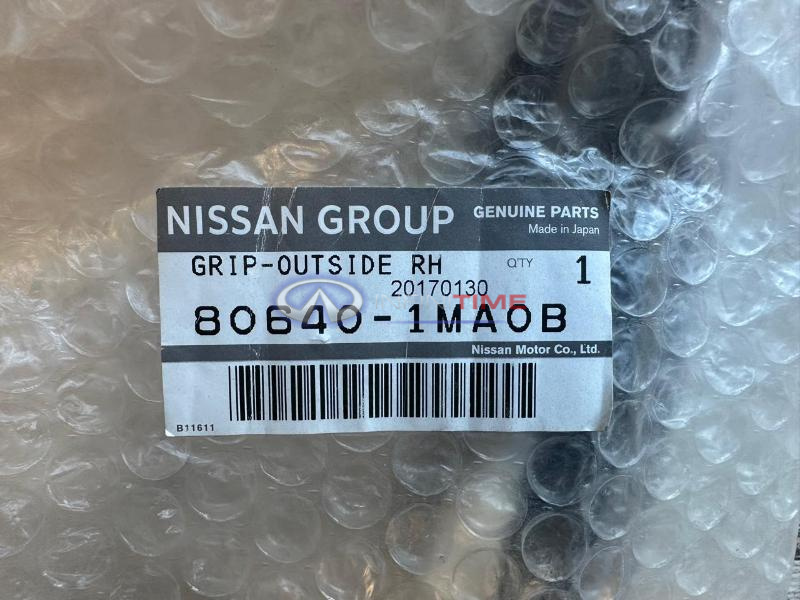 NISSAN GROUP GENUINE PARTS
Made in Japan
GRIP-OUTSIDE RH Q'TY 1
20170130
TIME
80640-1MA0B
Nissan Motor Co., Ltd.
B11611